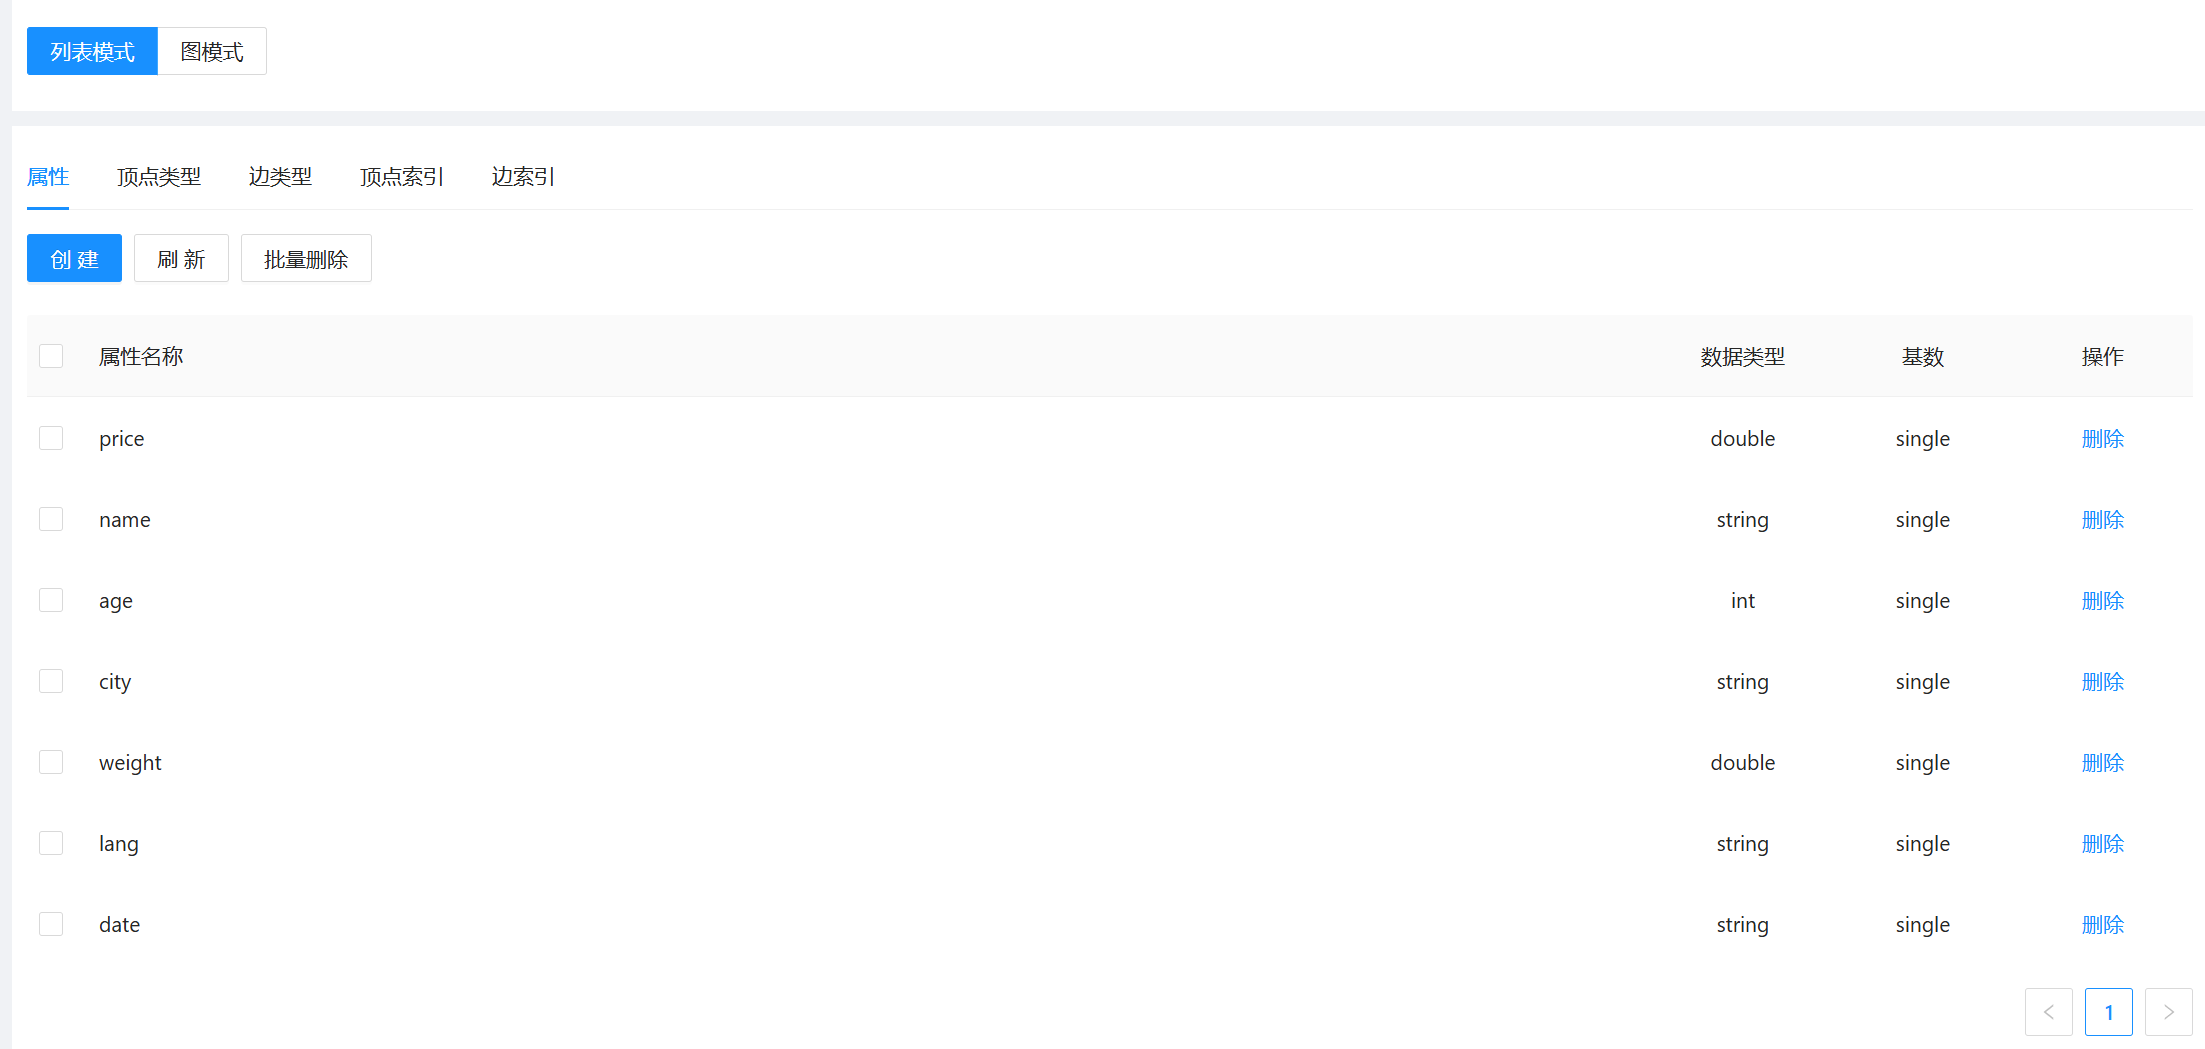 列表模式 图模式
属性 顶点类型 边类型 顶点索引 边索引
创 建 刷 新 批量删除
属性名称 数据类型 基数 操作
price double single 删除
name string single 删除
age int single 删除
city string single 删除
weight double single 删除
lang string single 删除
date string single 删除
< 1 >